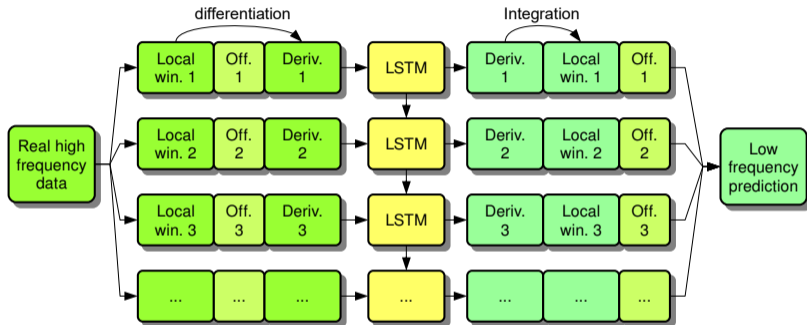 differentiation
Integration
Local win. 1
Off. 1
Deriv. 1
LSTM
Deriv. 1
Local win. 1
Off. 1
Real high
frequency
data
Local win. 2
Off. 2
Deriv. 2
LSTM
Deriv. 2
Local win. 2
Off. 2
Low
frequency
prediction
Local win. 3
Off. 3
Deriv. 3
LSTM
Deriv. 3
Local win. 3
Off. 3
...
...
...
...
...
...
...